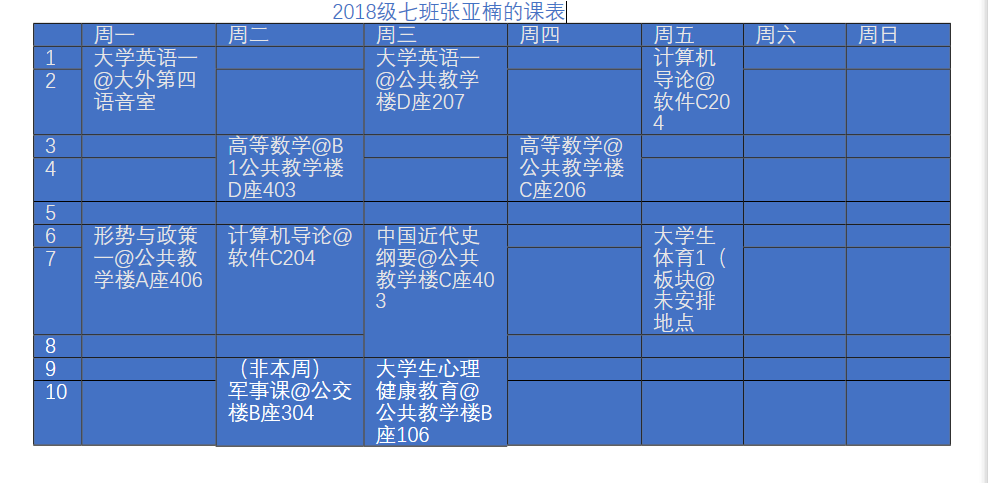 2018级七班张亚楠的课表
周一 周二 周三 周四 周五 周六 周日
1
2
大学英语一
@大外第四
语音室
大学英语一
@公共教学
楼D座207
计算机
导论@
软件C20
4
3
4
高等数学@B
1公共教学楼
D座403
高等数学@
公共教学楼
C座206
5
6
7
形势与政策
一@公共教
学楼A座406
计算机导论@
软件C204
中国近代史
纲要@公共
教学楼C座40
3
大学生
体育1（
板块@
未安排
地点
8
9
10
（非本周）
军事课@公交
楼B座304
大学生心理
健康教育@
公共教学楼B
座106